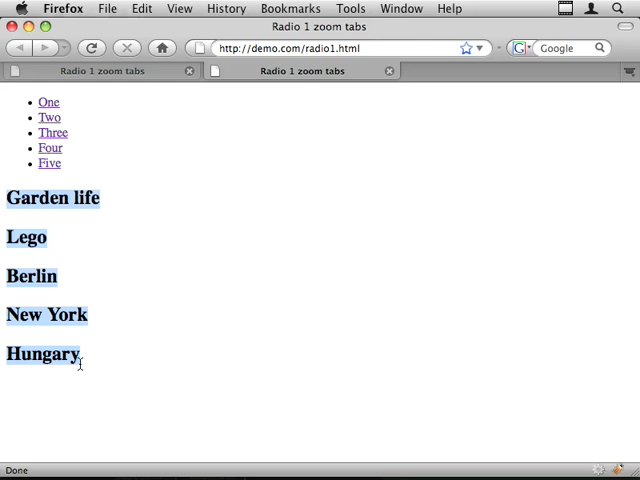 Firefox File Edit View History Bookmarks Tools Window Help
Radio 1 zoom tabs
http://demo.com/radio1.html Google
Radio 1 zoom tabs Radio 1 zoom tabs
One
Two
Three
Four
Five
Garden life
Lego
Berlin
New York
Hungary
Done